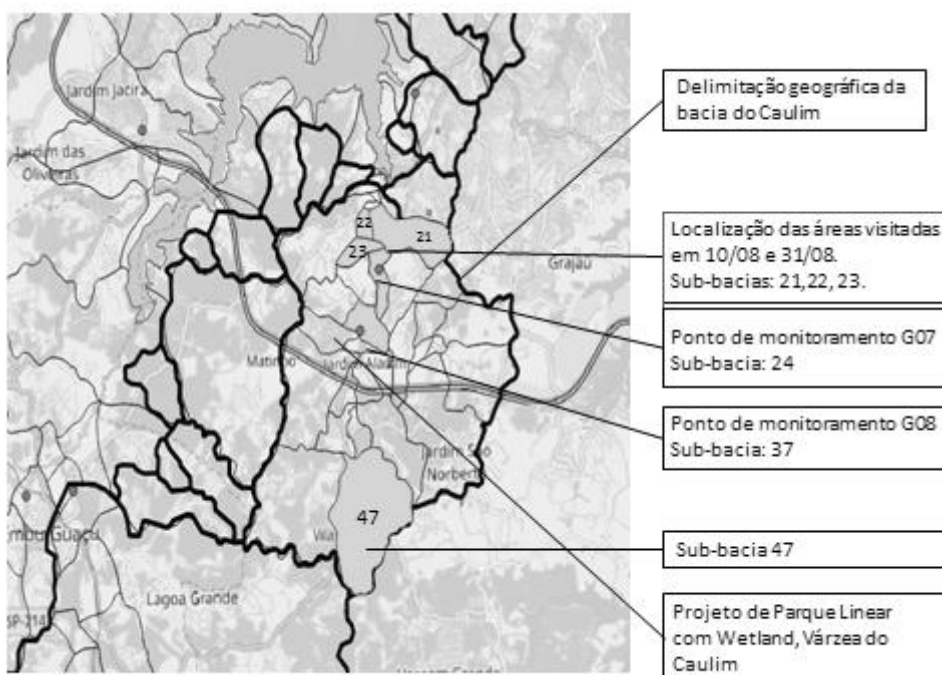 Jardim Jacira
Jardim das
Oliveiras
22
21
23
Grajaú
Matinho
Jardim São
Norberto
47
Lagoa Grande
SP-214
Delimitação geográfica da
bacia do Caulim
Localização das áreas visitadas
em 10/08 e 31/08.
Sub-bacias: 21,22, 23.
Ponto de monitoramento G07
Sub-bacia: 24
Ponto de monitoramento G08
Sub-bacia: 37
Sub-bacia 47
Projeto de Parque Linear
com Wetland, Várzea do
Caulim